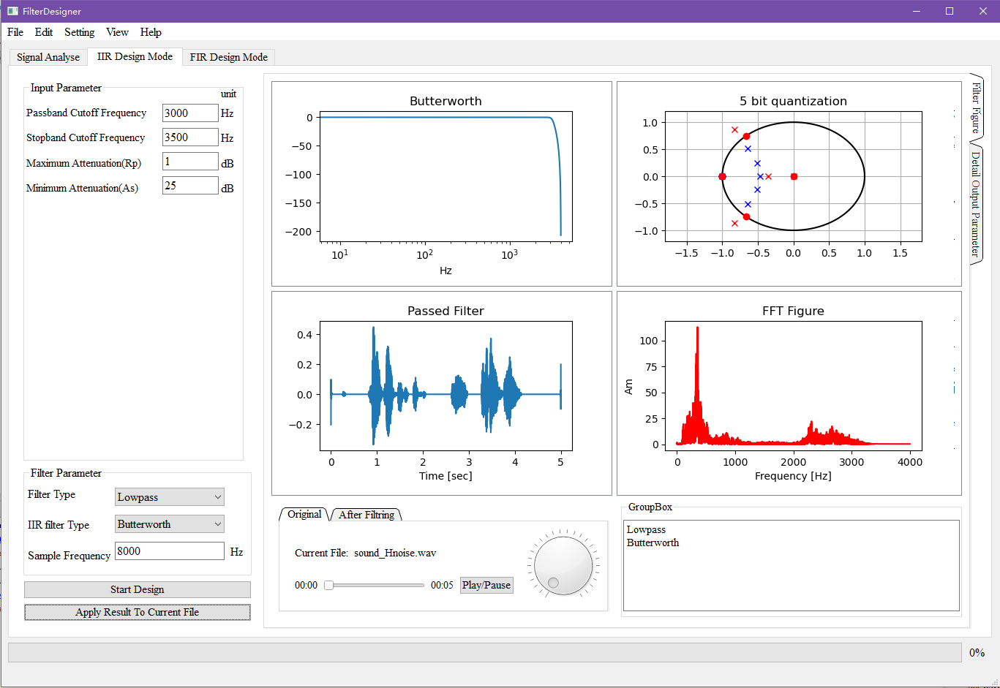 FilterDesigner
File Edit Setting View Help
Signal Analyse IIR Design Mode FIR Design Mode
Input Parameter
unit
Passband Cutoff Frequency 3000 Hz
Stopband Cutoff Frequency 3500 Hz
Maximum Attenuation(Rp) 1 dB
Minimum Attenuation(As) 25 dB
Filter Parameter
Filter Type Lowpass
IIR filter Type Butterworth
Sample Frequency 8000 Hz
Start Design
Apply Result To Current File
Butterworth
0
−50
−100
−150
−200
10¹ 10² 10³
Hz
5 bit quantization
1.0
0.5
0.0
−0.5
−1.0
−1.5 −1.0 −0.5 0.0 0.5 1.0 1.5
Passed Filter
0.4
0.2
0.0
−0.2
0 1 2 3 4 5
Time [sec]
FFT Figure
Am
100
75
50
25
0
0 1000 2000 3000 4000
Frequency [Hz]
Filter Figure
Detail Output Parameter
Original After Filtring
Current File: sound_Hnoise.wav
00:00 00:05 Play/Pause
GroupBox
Lowpass
Butterworth
0%